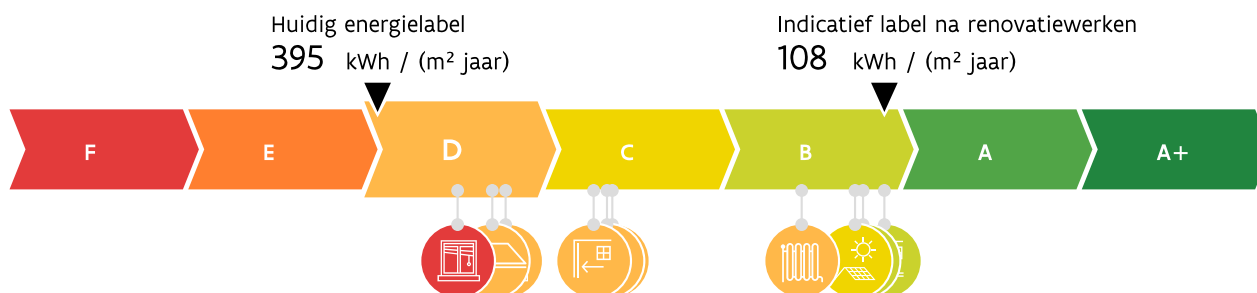 Huidig energielabel
395 kWh / (m² jaar)
Indicatief label na renovatiewerken
108 kWh / (m² jaar)
F E D C B A A+